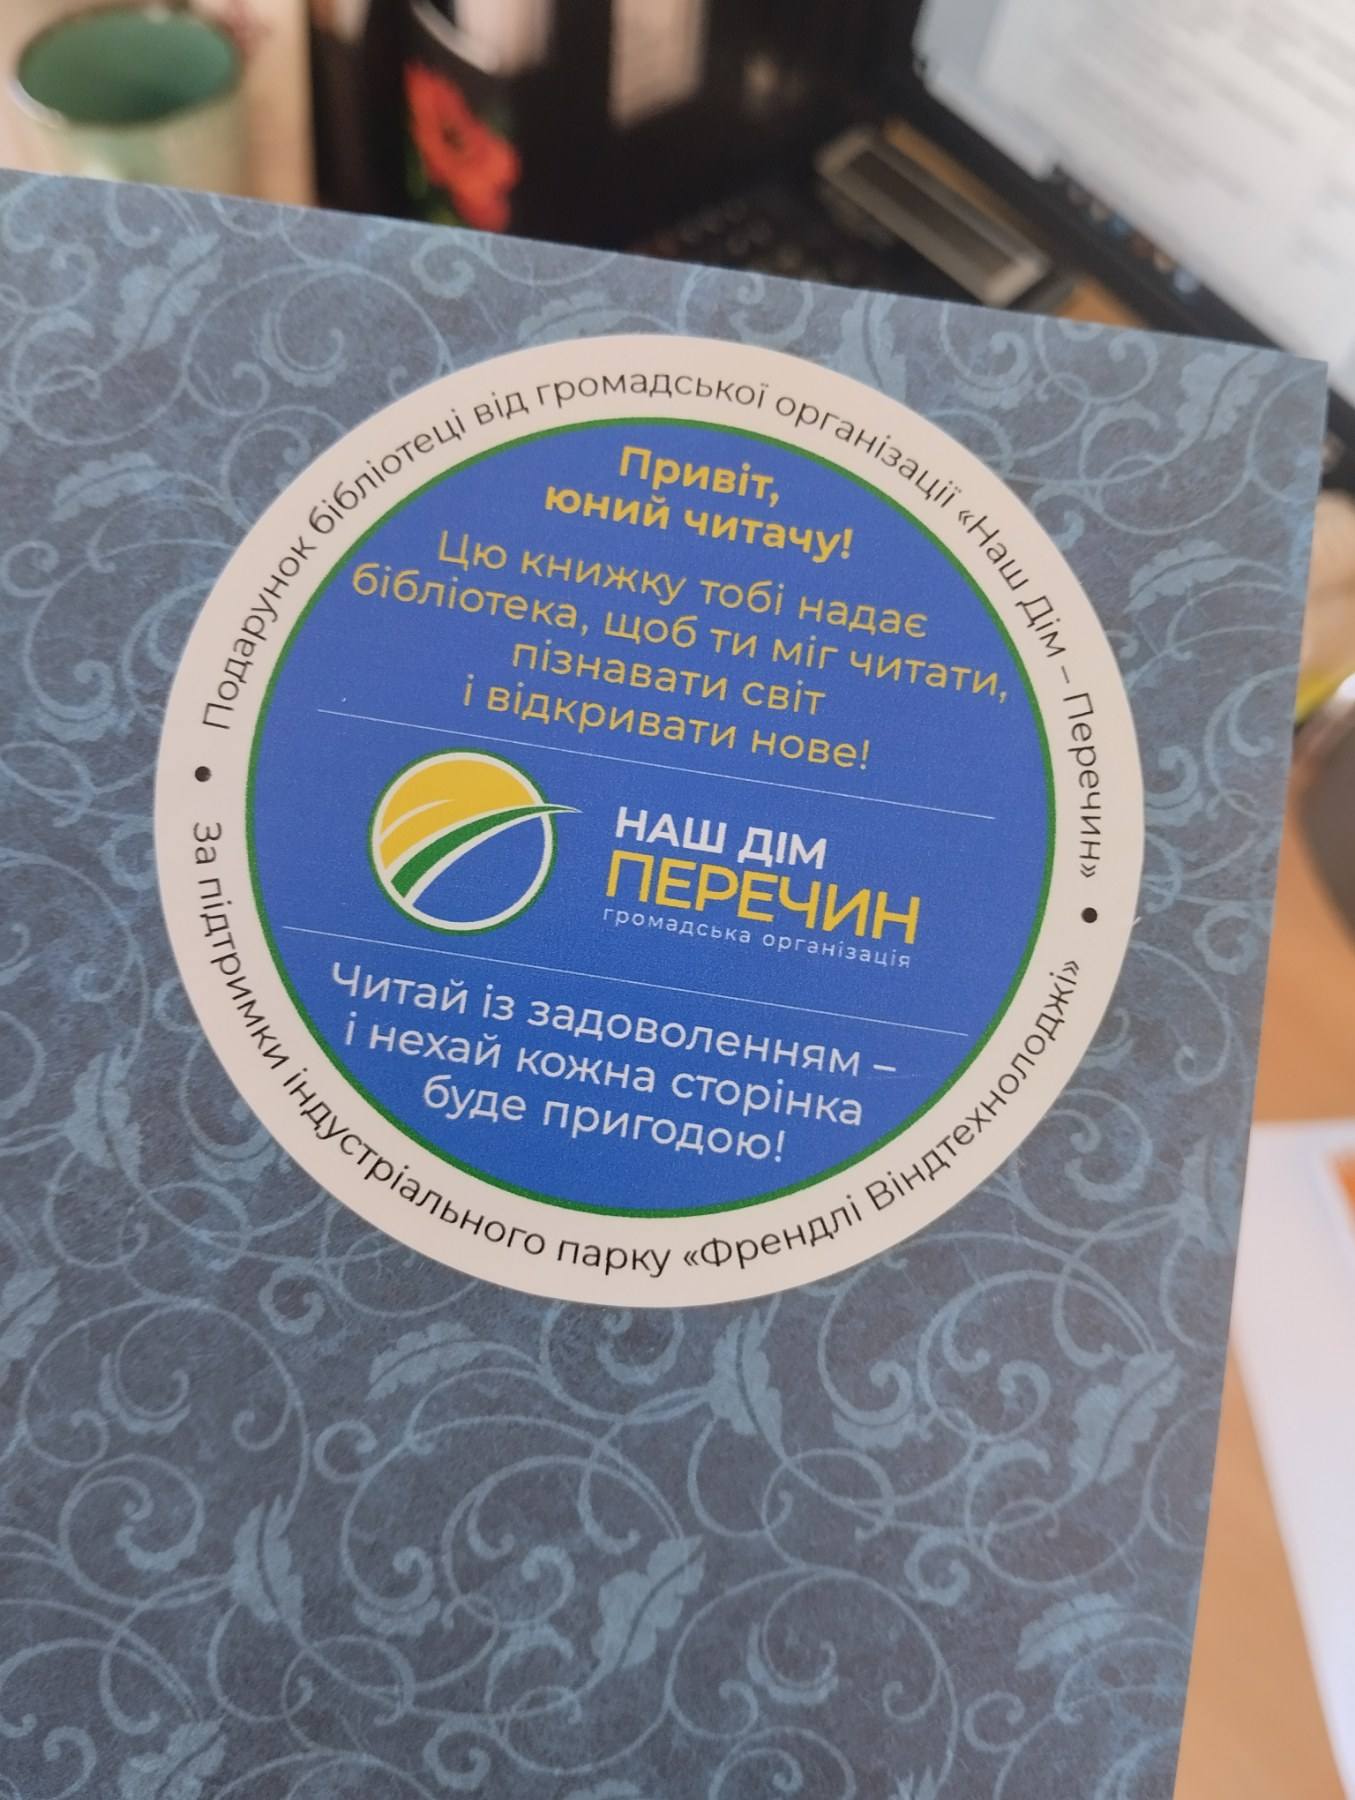 Подарунок бібліотеці від громадської організації «Наш Дім – Перечин»
Привіт,
юний читачу!
Цю книжку тобі надає
бібліотека, щоб ти міг читати,
пізнавати світ
і відкривати нове!
НАШ ДІМ
ПЕРЕЧИН
громадська організація
Читай із задоволенням –
і нехай кожна сторінка
буде пригодою!
За підтримки індустріального парку «Френдлі Віндтехнолоджі»